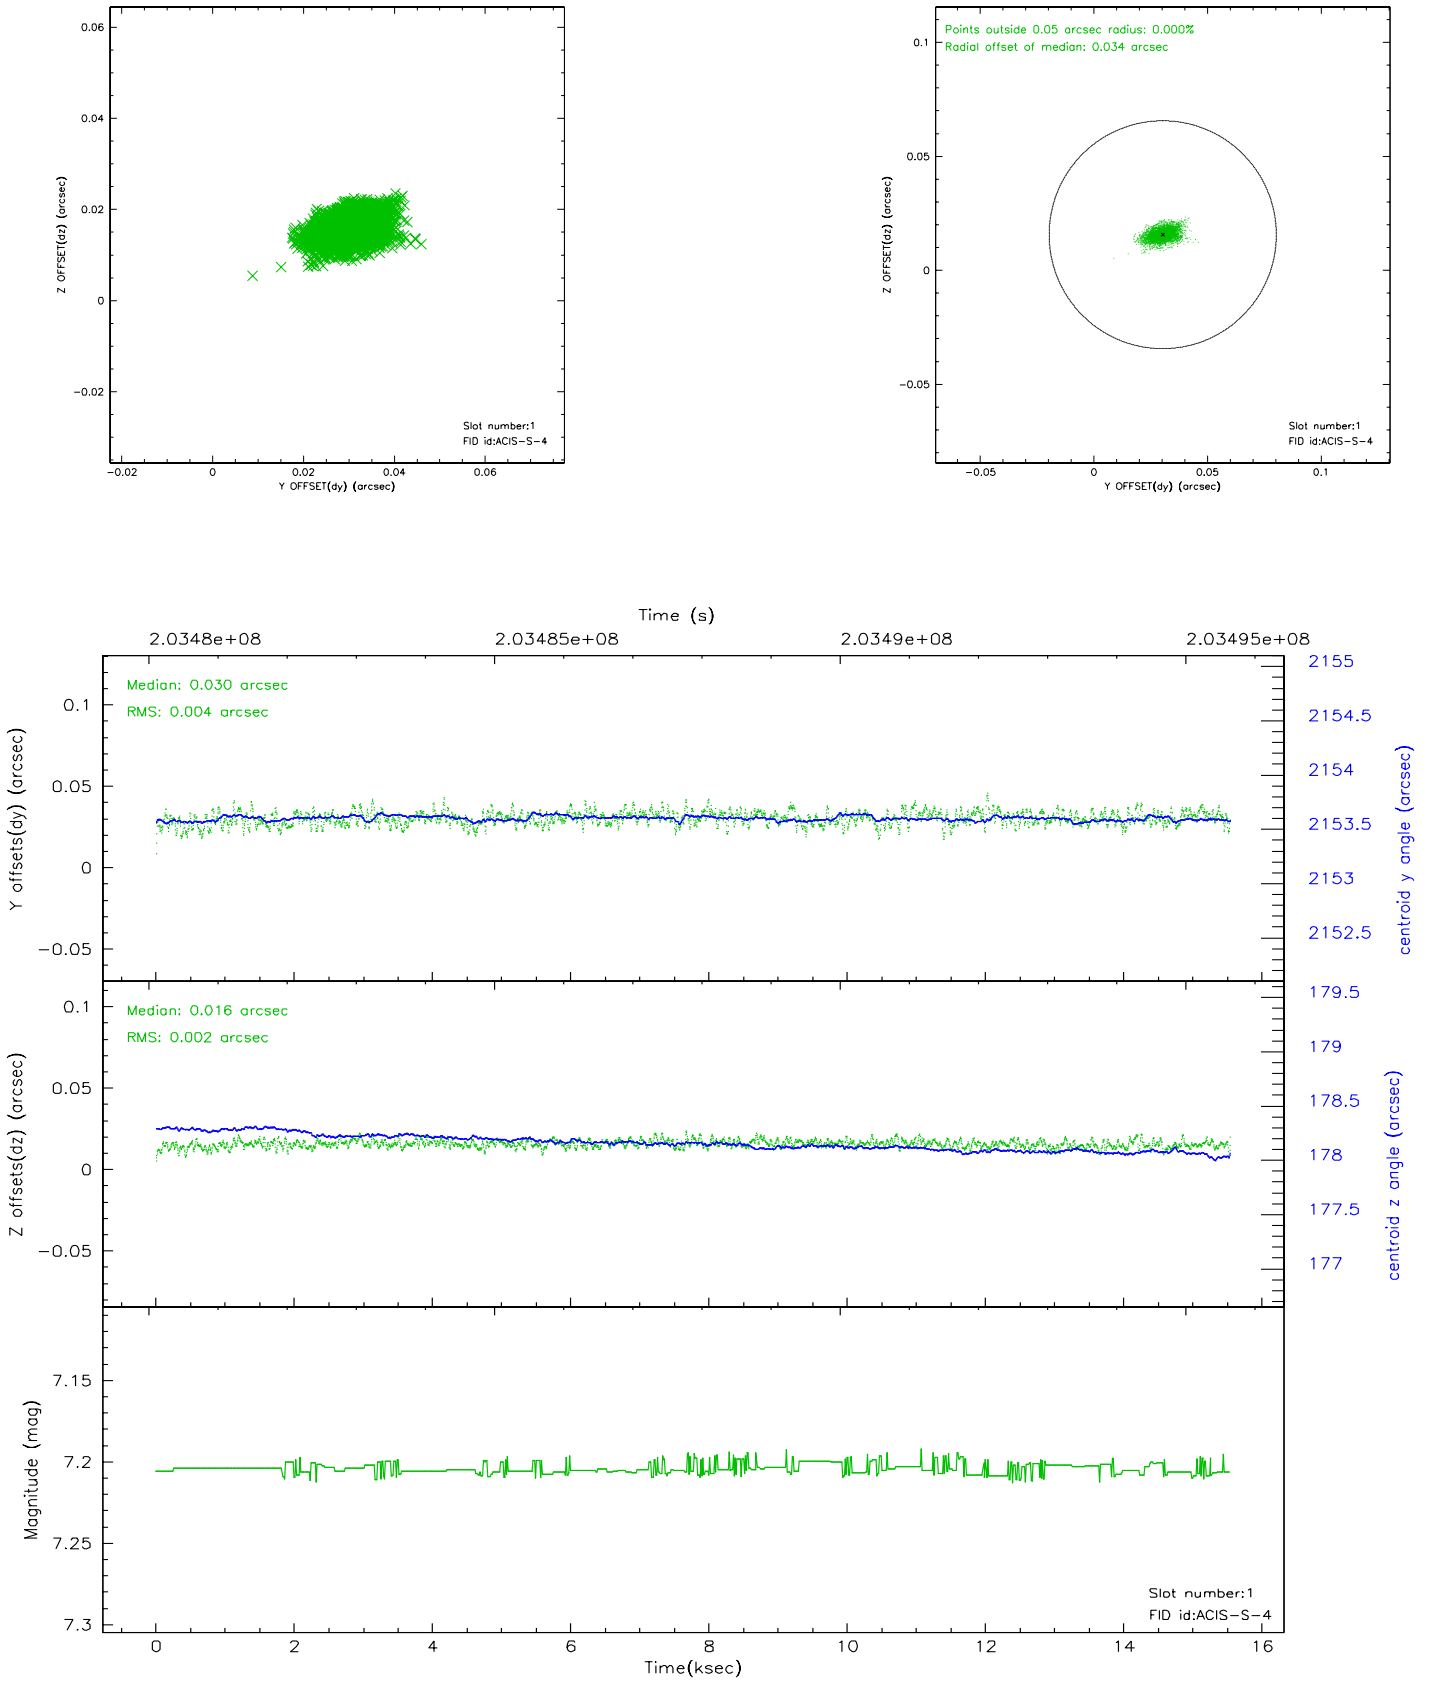 0.06
0.04
0.02
0
−0.02
Z OFFSET(dz) (arcsec)
Slot number:1
FID id:ACIS−S−4
−0.02 0 0.02 0.04 0.06
Y OFFSET(dy) (arcsec)
Points outside 0.05 arcsec radius: 0.000%
Radial offset of median: 0.034 arcsec
0.1
0.05
0
−0.05
Z OFFSET(dz) (arcsec)
Slot number:1
FID id:ACIS−S−4
−0.05 0 0.05 0.1
Y OFFSET(dy) (arcsec)
Time (s)
2.0348e+08 2.03485e+08 2.0349e+08 2.03495e+08
Median: 0.030 arcsec
RMS: 0.004 arcsec
0.1
0.05
0
−0.05
Y offsets(dy) (arcsec)
2155
2154.5
2154
2153.5
2153
2152.5
centroid y angle (arcsec)
Median: 0.016 arcsec
RMS: 0.002 arcsec
0.1
0.05
0
−0.05
Z offsets(dz) (arcsec)
179.5
179
178.5
178
177.5
177
centroid z angle (arcsec)
7.15
7.2
7.25
7.3
Magnitude (mag)
Slot number:1
FID id:ACIS−S−4
0 2 4 6 8 10 12 14 16
Time(ksec)